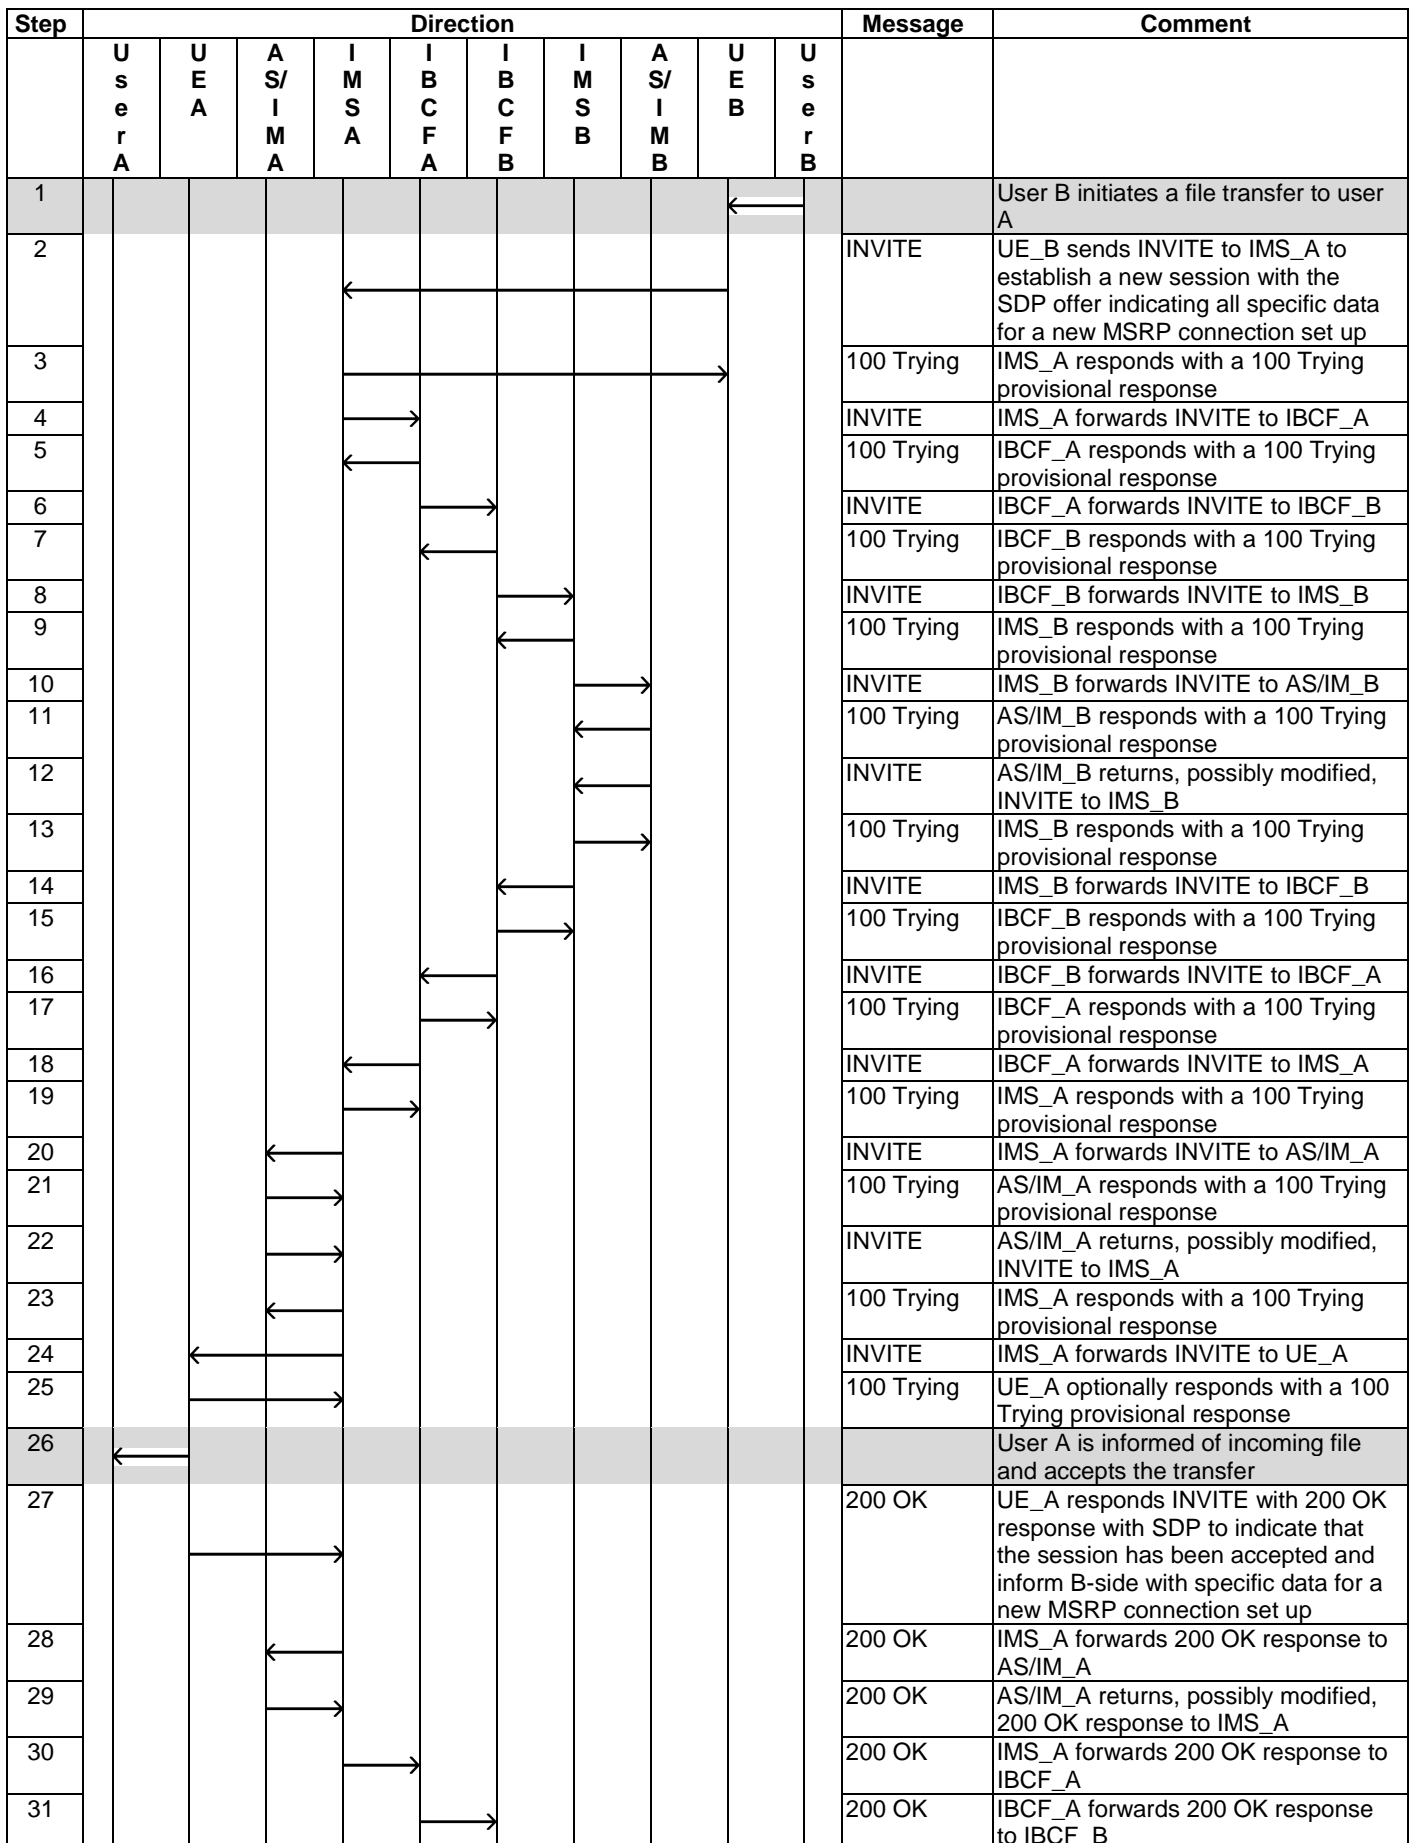 Step Direction Message Comment
U U A I I I I A U U
s E S/ M B B M S/ E s
e A I S C C S I B e
r M A F F B M r
A A A B B B
1 User B initiates a file transfer to user
A
2 INVITE UE_B sends INVITE to IMS_A to
establish a new session with the
SDP offer indicating all specific data
for a new MSRP connection set up
3 100 Trying IMS_A responds with a 100 Trying
provisional response
4 INVITE IMS_A forwards INVITE to IBCF_A
5 100 Trying IBCF_A responds with a 100 Trying
provisional response
6 INVITE IBCF_A forwards INVITE to IBCF_B
7 100 Trying IBCF_B responds with a 100 Trying
provisional response
8 INVITE IBCF_B forwards INVITE to IMS_B
9 100 Trying IMS_B responds with a 100 Trying
provisional response
10 INVITE IMS_B forwards INVITE to AS/IM_B
11 100 Trying AS/IM_B responds with a 100 Trying
provisional response
12 INVITE AS/IM_B returns, possibly modified,
INVITE to IMS_B
13 100 Trying IMS_B responds with a 100 Trying
provisional response
14 INVITE IMS_B forwards INVITE to IBCF_B
15 100 Trying IBCF_B responds with a 100 Trying
provisional response
16 INVITE IBCF_B forwards INVITE to IBCF_A
17 100 Trying IBCF_A responds with a 100 Trying
provisional response
18 INVITE IBCF_A forwards INVITE to IMS_A
19 100 Trying IMS_A responds with a 100 Trying
provisional response
20 INVITE IMS_A forwards INVITE to AS/IM_A
21 100 Trying AS/IM_A responds with a 100 Trying
provisional response
22 INVITE AS/IM_A returns, possibly modified,
INVITE to IMS_A
23 100 Trying IMS_A responds with a 100 Trying
provisional response
24 INVITE IMS_A forwards INVITE to UE_A
25 100 Trying UE_A optionally responds with a 100
Trying provisional response
26 User A is informed of incoming file
and accepts the transfer
27 200 OK UE_A responds INVITE with 200 OK
response with SDP to indicate that
the session has been accepted and
inform B-side with specific data for a
new MSRP connection set up
28 200 OK IMS_A forwards 200 OK response to
AS/IM_A
29 200 OK AS/IM_A returns, possibly modified,
200 OK response to IMS_A
30 200 OK IMS_A forwards 200 OK response to
IBCF_A
31 200 OK IBCF_A forwards 200 OK response
to IBCF_B